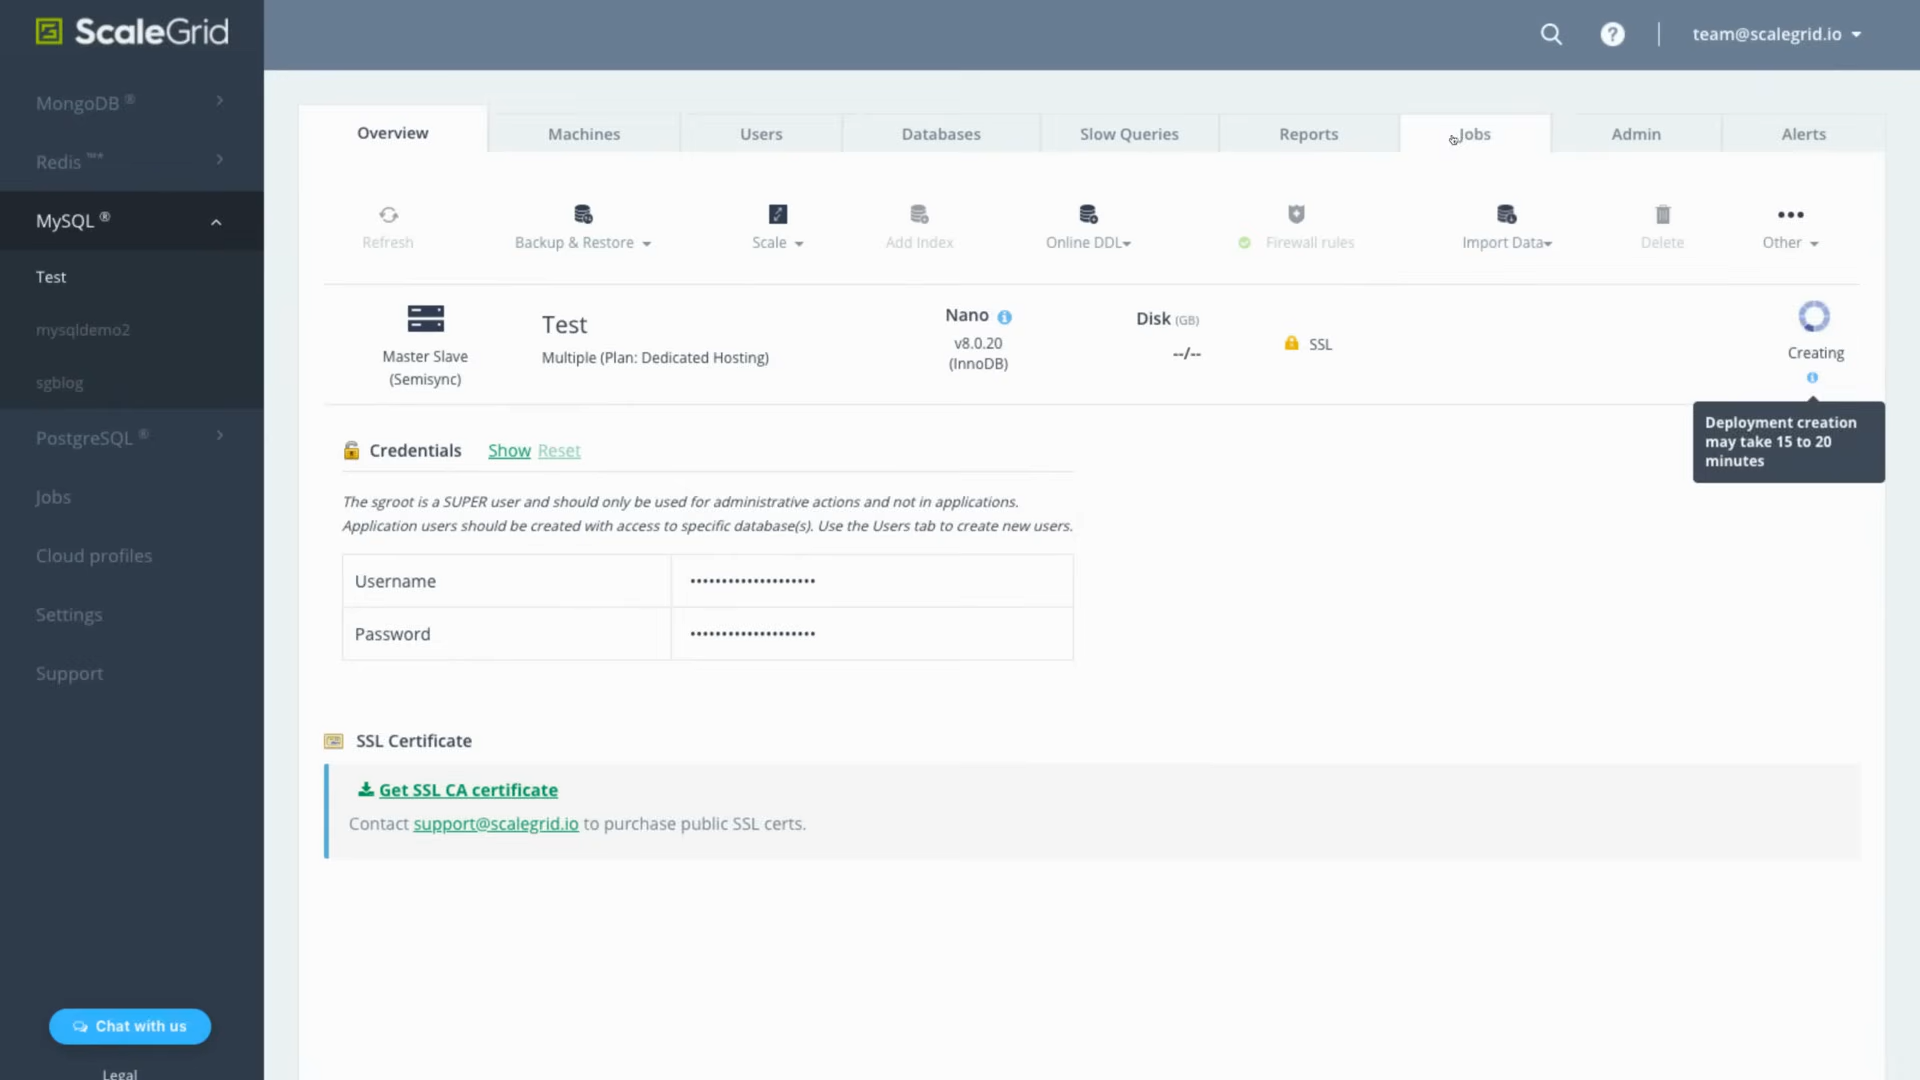 ScaleGrid
team@scalegrid.io
MongoDB ®
Redis ™*
MySQL ®
Test
mysqldemo2
sgblog
PostgreSQL ®
Jobs
Cloud profiles
Settings
Support
Chat with us
Legal
Overview
Machines
Users
Databases
Slow Queries
Reports
Jobs
Admin
Alerts
Refresh
Backup & Restore
Scale
Add Index
Online DDL
Firewall rules
Import Data
Delete
Other
Master Slave
(Semisync)
Test
Multiple (Plan: Dedicated Hosting)
Nano
v8.0.20
(InnoDB)
Disk (GB)
--/--
SSL
Creating
Deployment creation
may take 15 to 20
minutes
Credentials Show Reset
The sgroot is a SUPER user and should only be used for administrative actions and not in applications.
Application users should be created with access to specific database(s). Use the Users tab to create new users.
Username ••••••••••••••••••••
Password ••••••••••••••••••••
SSL Certificate
Get SSL CA certificate
Contact support@scalegrid.io to purchase public SSL certs.